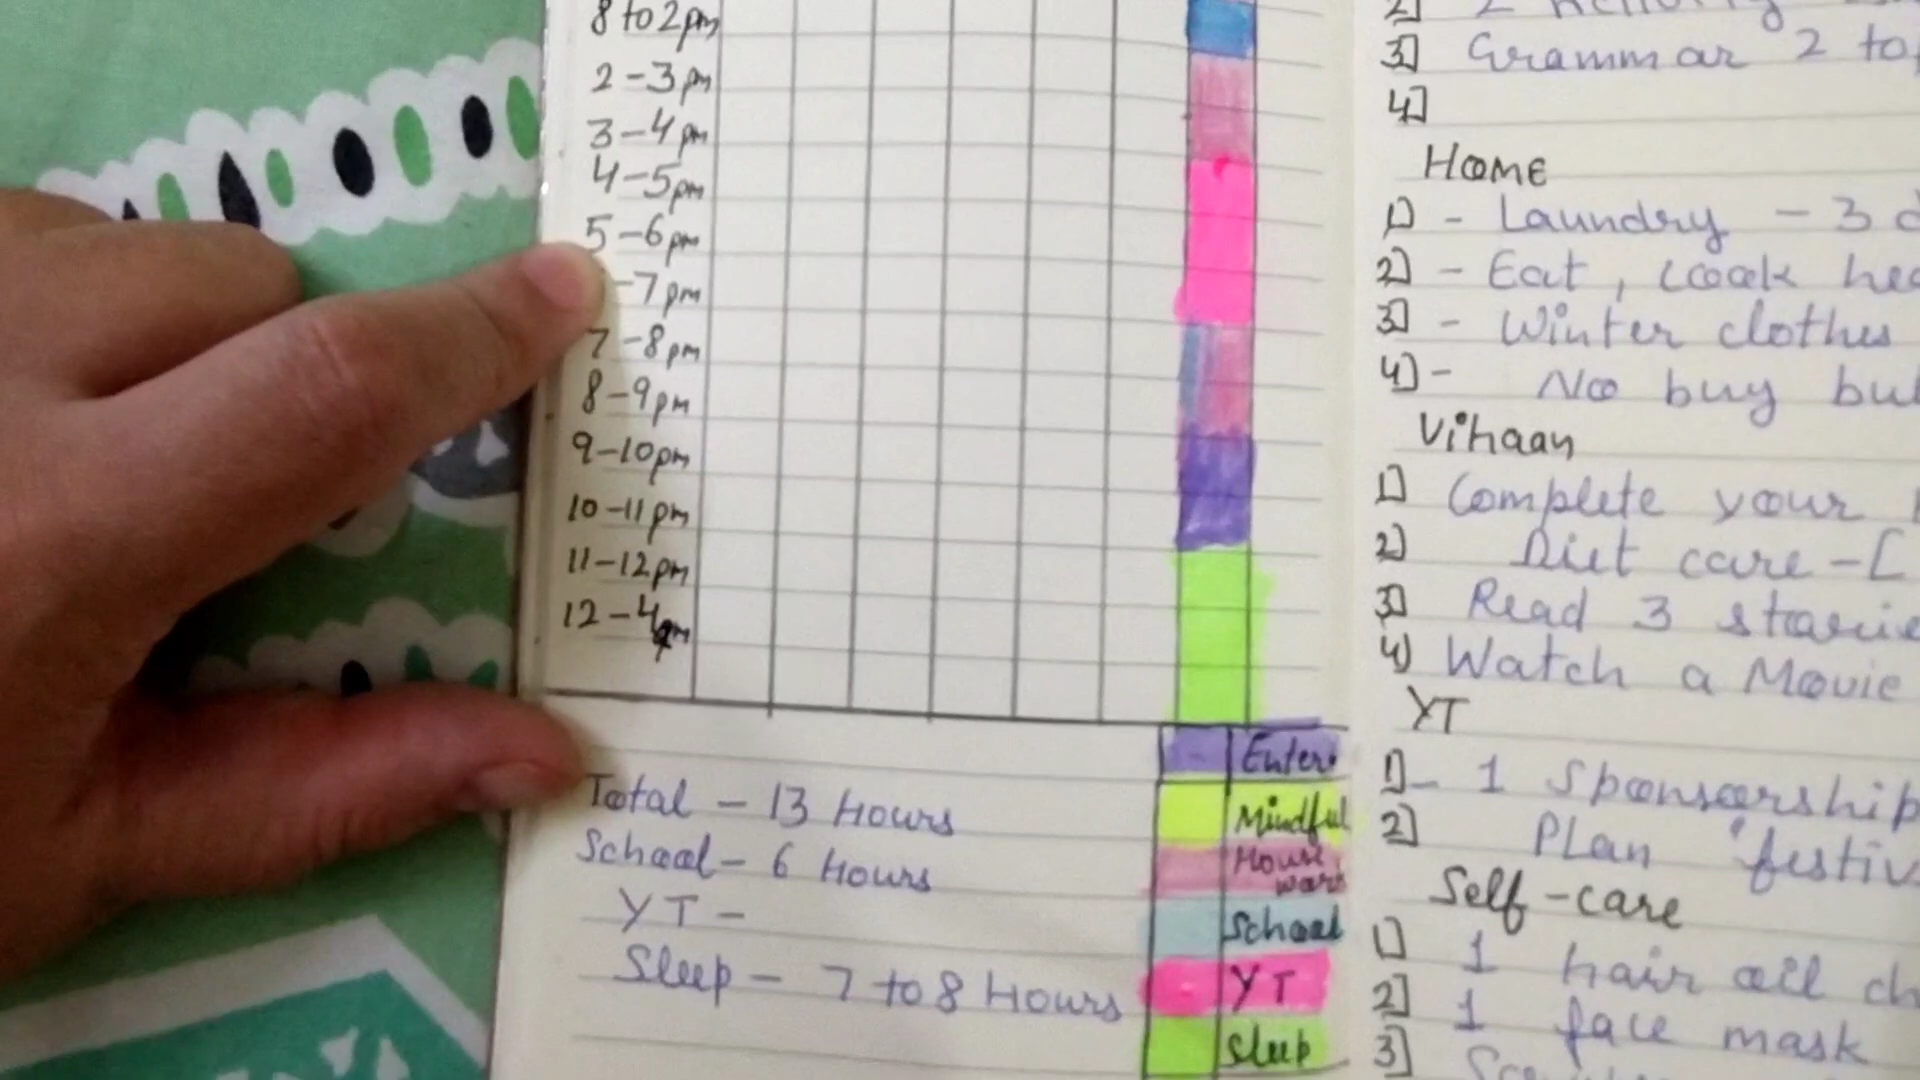 8 to 2pm
2-3pm
3-4pm
4-5pm
5-6pm
-7pm
7-8pm
8-9pm
9-10pm
10-11pm
11-12pm
12-4am
Enter.
Mindful
House
work
School
YT
Sleep
Total - 13 Hours
School - 6 Hours
YT -
Sleep - 7 to 8 Hours
2]
3] Grammar 2
4]
Home
1) - Laundry - 3
2) - Eat, Cook
3) - Winter clothes
4) - No buy
Vihaan
1] Complete your
2) Diet care - [
3) Read 3
4) Watch a Movie
YT
1) - 1 Sponsorship
2] Plan
Self-care
1] 1 hair oil
2] 1 face mask
3]